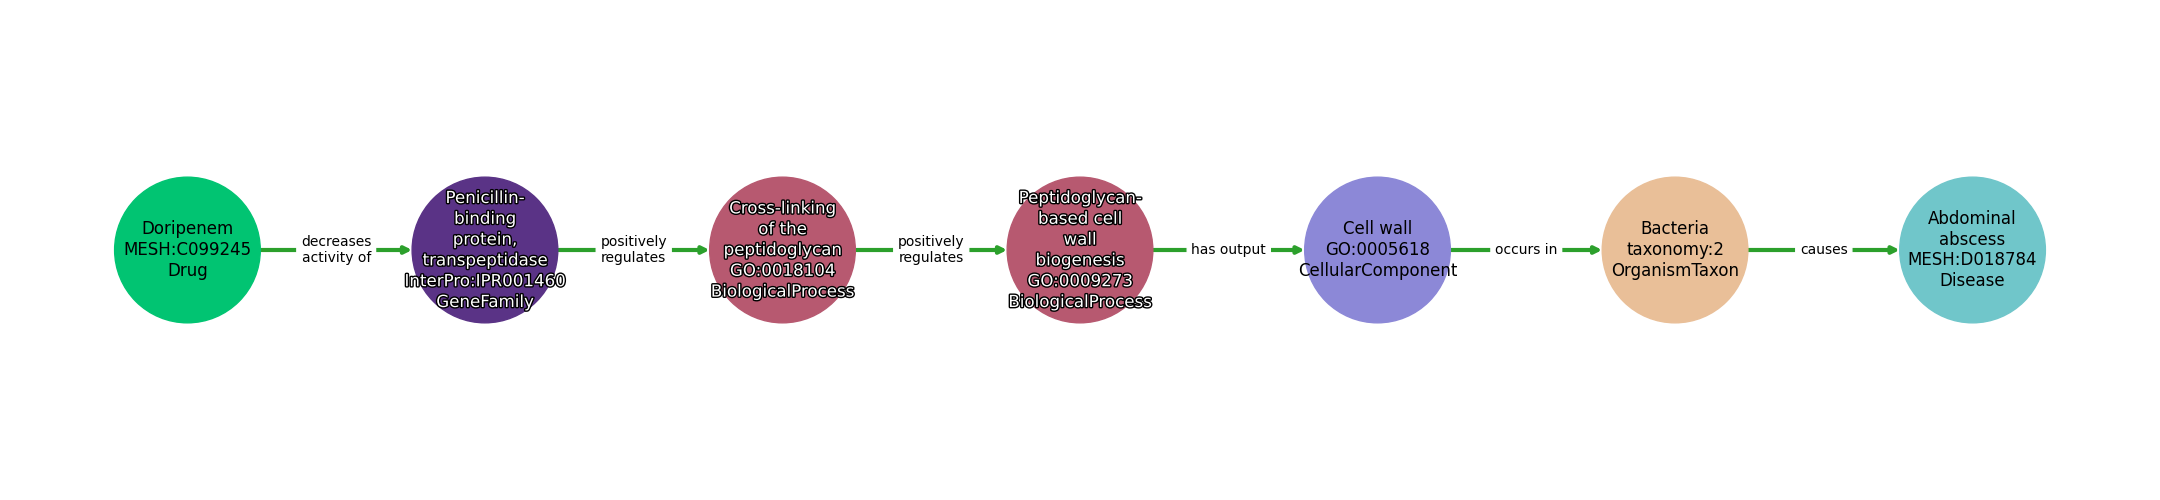 Doripenem
MESH:C099245
Drug
decreases
activity of
Penicillin-
binding
protein,
transpeptidase
InterPro:IPR001460
GeneFamily
positively
regulates
Cross-linking
of the
peptidoglycan
GO:0018104
BiologicalProcess
positively
regulates
Peptidoglycan-
based cell
wall
biogenesis
GO:0009273
BiologicalProcess
has output
Cell wall
GO:0005618
CellularComponent
occurs in
Bacteria
taxonomy:2
OrganismTaxon
causes
Abdominal
abscess
MESH:D018784
Disease